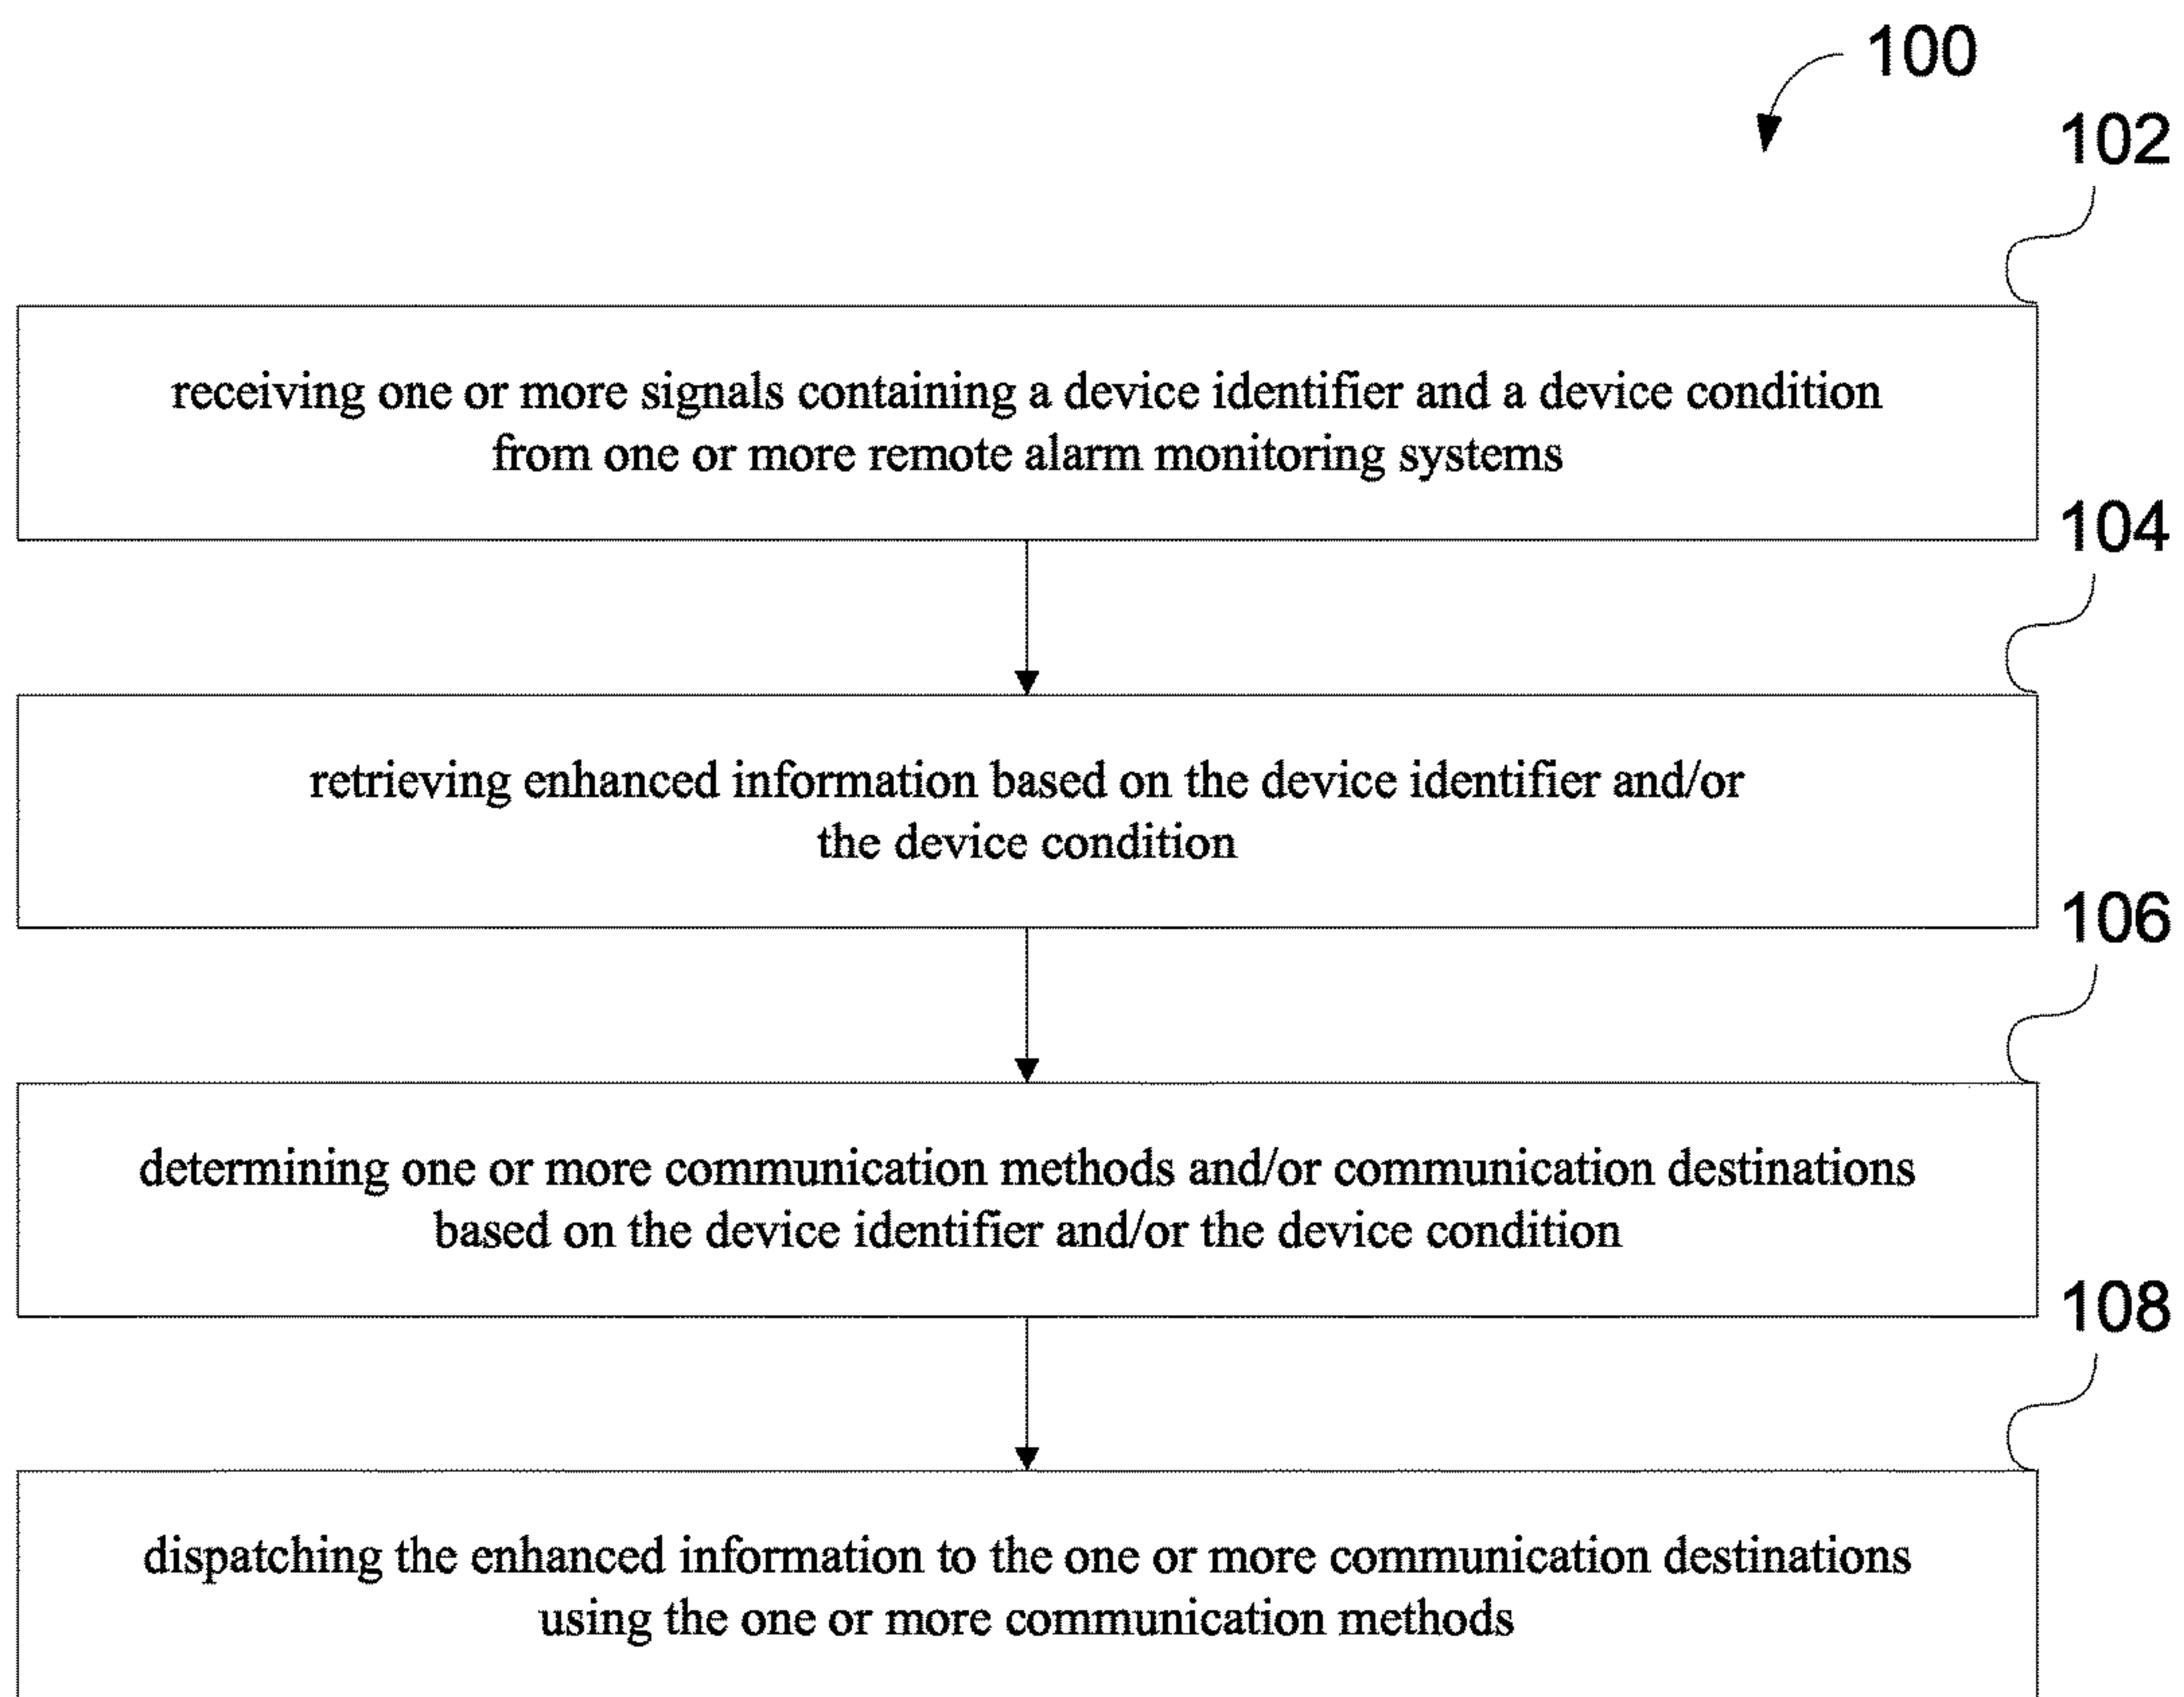 100
102
receiving one or more signals containing a device identifier and a device condition
from one or more remote alarm monitoring systems
104
retrieving enhanced information based on the device identifier and/or
the device condition
106
determining one or more communication methods and/or communication destinations
based on the device identifier and/or the device condition
108
dispatching the enhanced information to the one or more communication destinations
using the one or more communication methods